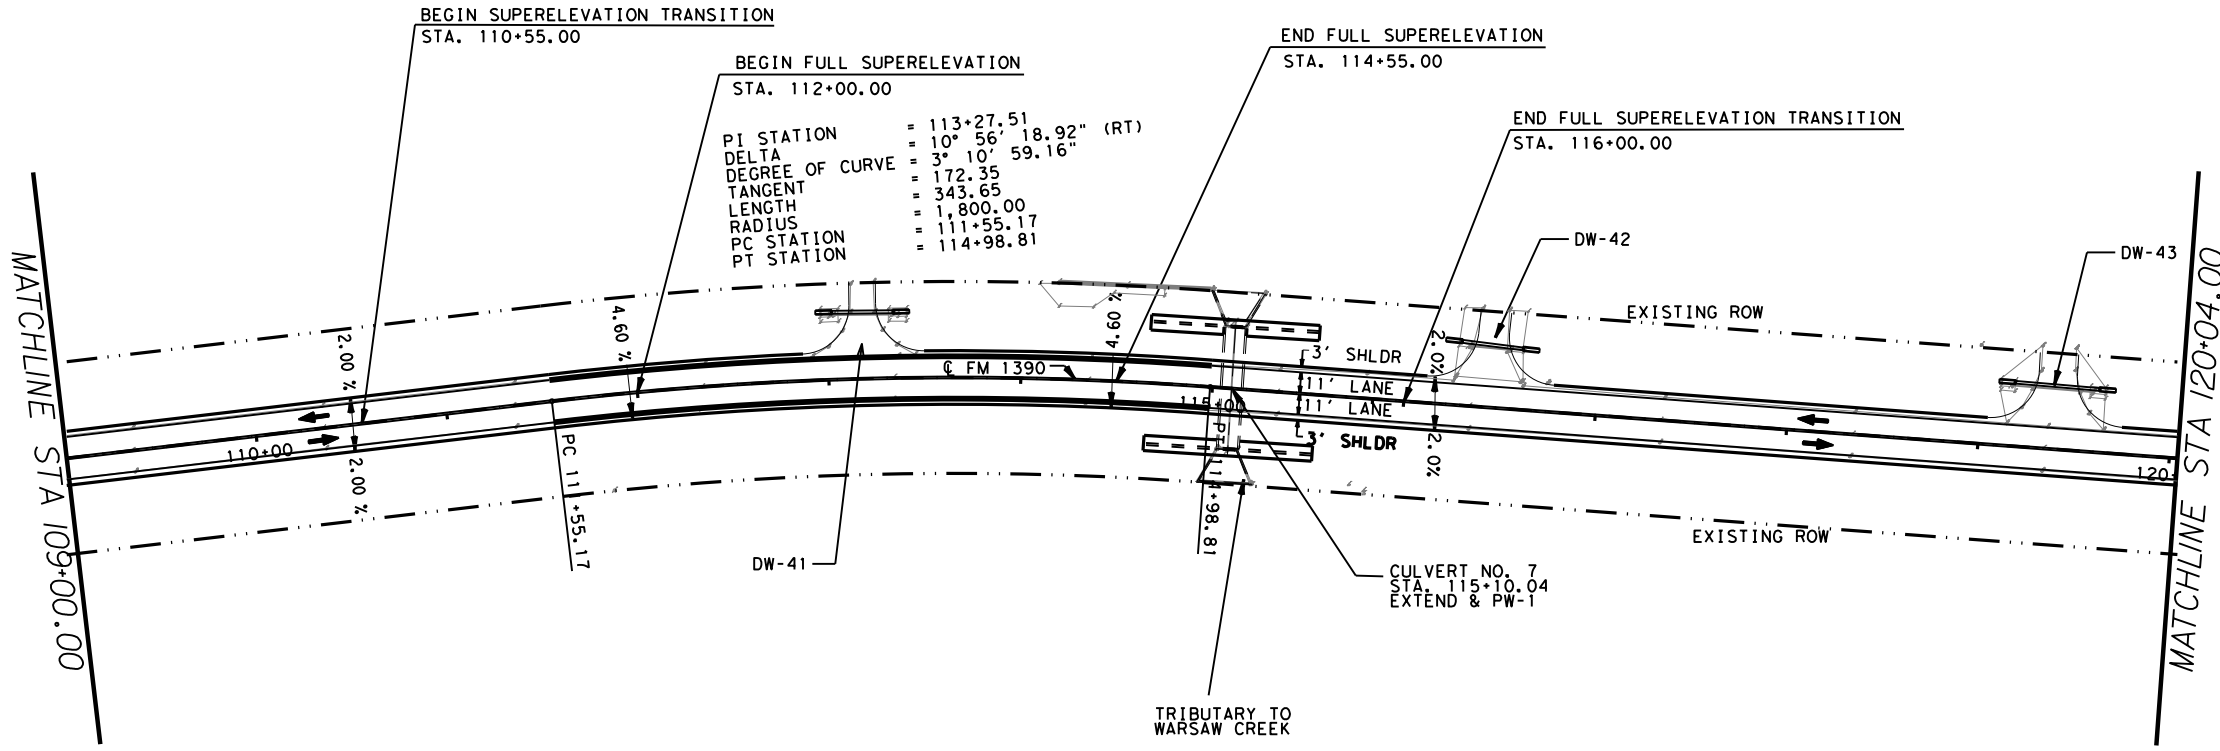 BEGIN SUPERELEVATION TRANSITION
STA. 110+55.00
BEGIN FULL SUPERELEVATION
STA. 112+00.00
END FULL SUPERELEVATION
STA. 114+55.00
END FULL SUPERELEVATION TRANSITION
STA. 116+00.00
PI STATION = 113+27.51
DELTA = 10° 56' 18.92" (RT)
DEGREE OF CURVE = 3° 10' 59.16"
TANGENT = 172.35
LENGTH = 343.65
RADIUS = 1,800.00
PC STATION = 111+55.17
PT STATION = 114+98.81
MATCHLINE STA 109+00.00
MATCHLINE STA 120+04.00
DW-42
DW-43
EXISTING ROW
2.00 %
4.60 %
4.60 %
2.0%
3' SHLDR
11' LANE
11' LANE
3' SHLDR
℄ FM 1390
110+00
115+00
120+
2.00 %
2.0%
PC 111+55.17
PT 114+98.81
EXISTING ROW
DW-41
CULVERT NO. 7
STA. 115+10.04
EXTEND & PW-1
TRIBUTARY TO
WARSAW CREEK